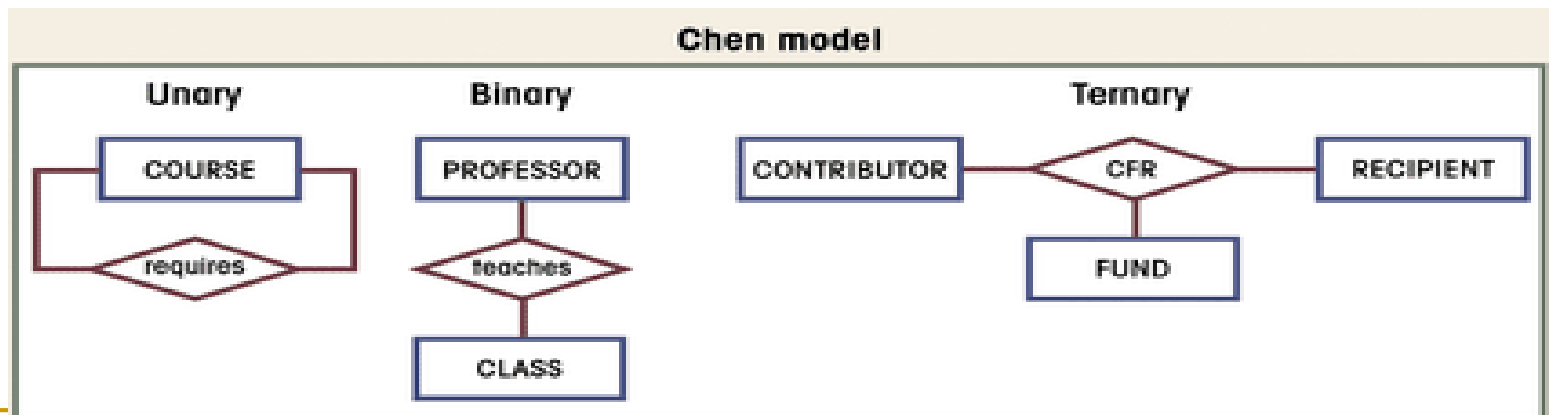 Chen model
Unary
Binary
Ternary
COURSE
PROFESSOR
CONTRIBUTOR
CFR
RECIPIENT
requires
teaches
FUND
CLASS